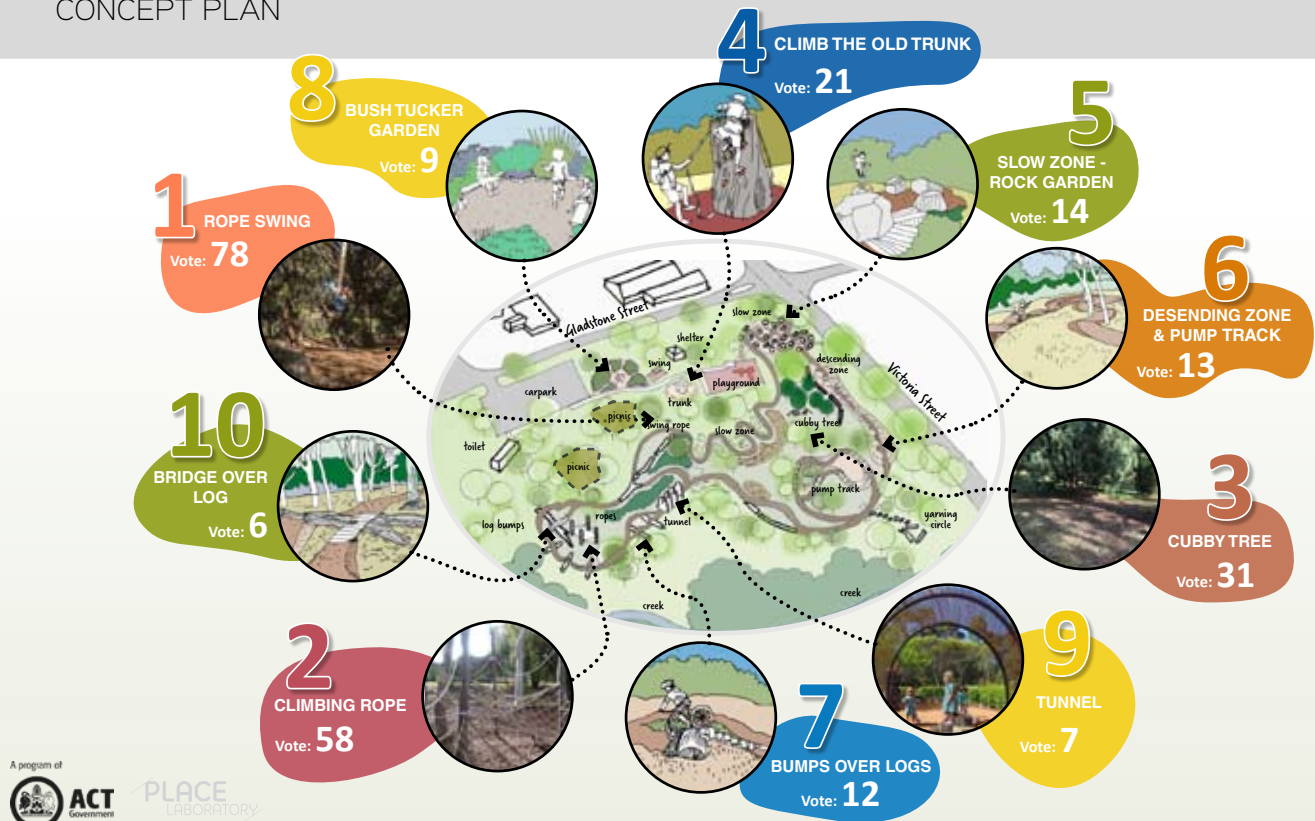 CONCEPT PLAN
4
CLIMB THE OLD TRUNK
Vote: 21
8
BUSH TUCKER
GARDEN
Vote: 9
5
SLOW ZONE -
ROCK GARDEN
Vote: 14
1
ROPE SWING
Vote: 78
6
DESENDING ZONE
& PUMP TRACK
Vote: 13
Gladstone Street
slow zone
shelter
swing
descending
zone
Victoria Street
playground
carpark
trunk
picnic
swing rope
slow zone
cubby tree
toilet
picnic
pump track
log bumps
ropes
tunnel
yarning
circle
creek
creek
10
BRIDGE OVER
LOG
Vote: 6
3
CUBBY TREE
Vote: 31
2
CLIMBING ROPE
Vote: 58
9
TUNNEL
Vote: 7
7
BUMPS OVER LOGS
Vote: 12
A program of
ACT
Government
PLACE
LABORATORY